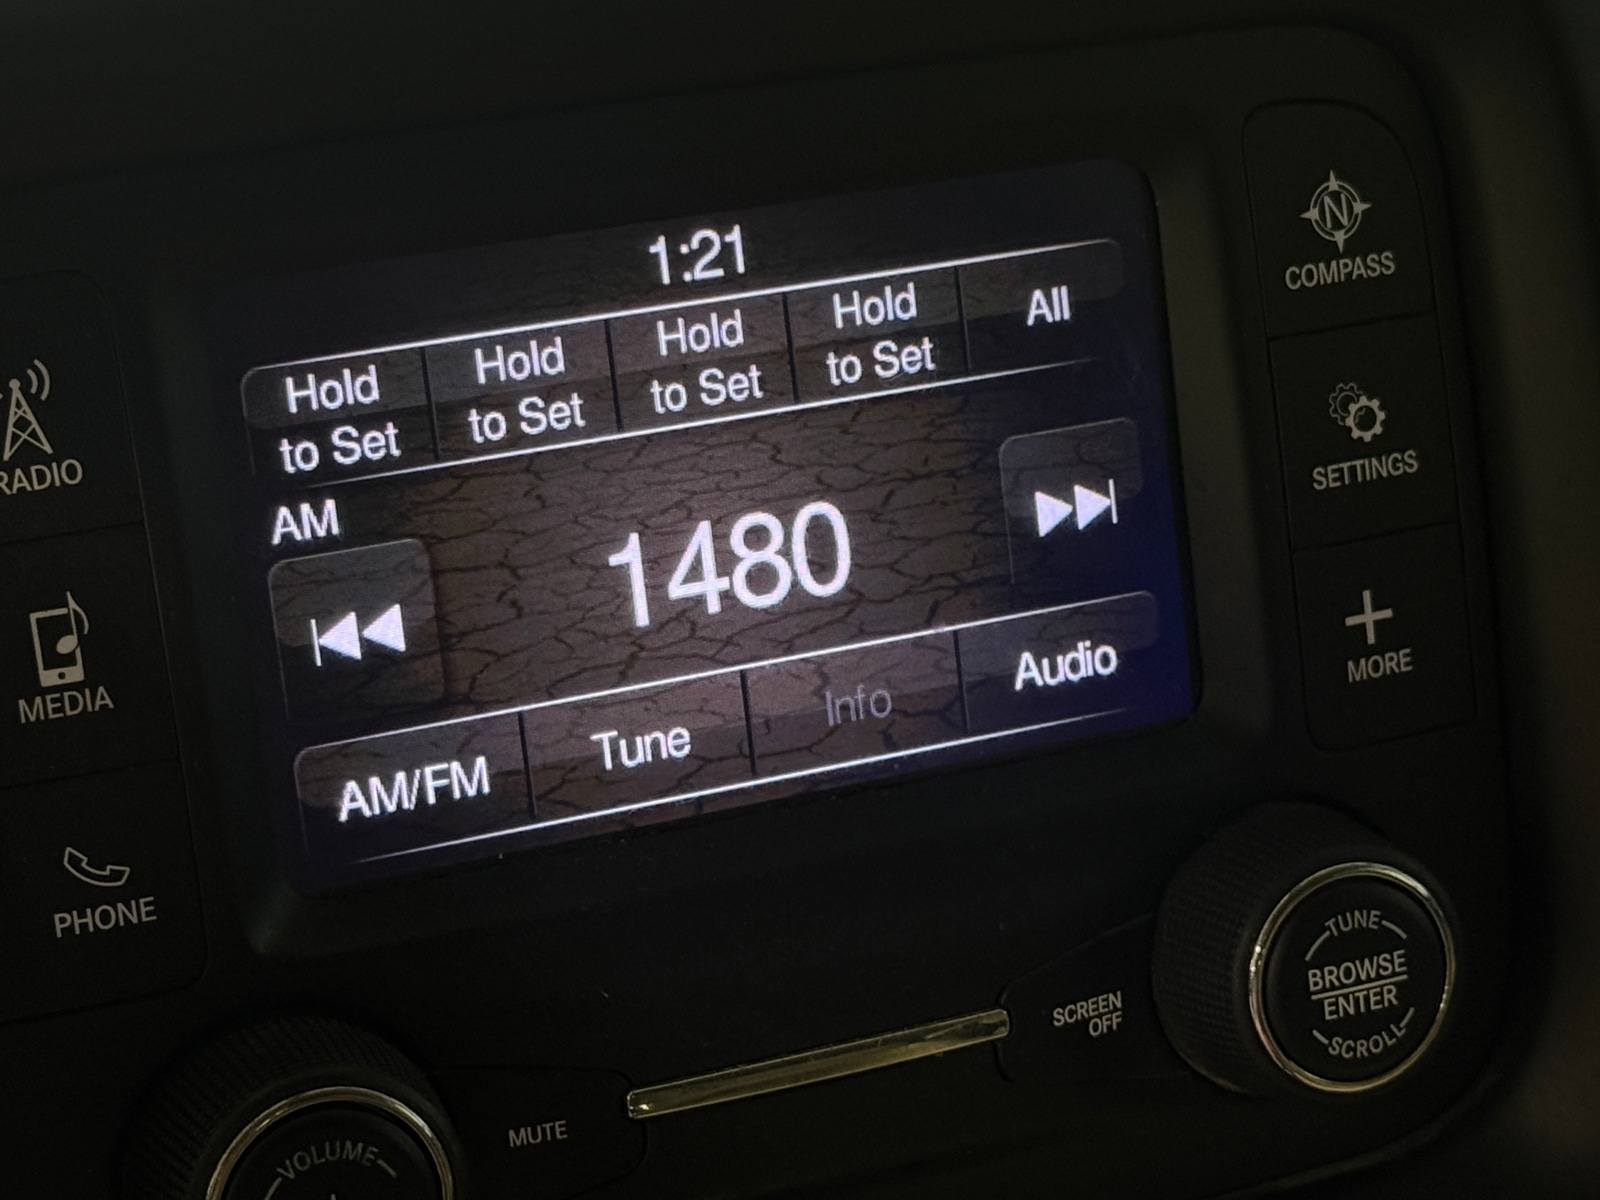 1:21
Hold
to Set
Hold
to Set
Hold
to Set
Hold
to Set
All
AM
1480
AM/FM
Tune
Info
Audio
RADIO
MEDIA
PHONE
N
COMPASS
SETTINGS
MORE
VOLUME
MUTE
SCREEN
OFF
TUNE
BROWSE
ENTER
SCROLL